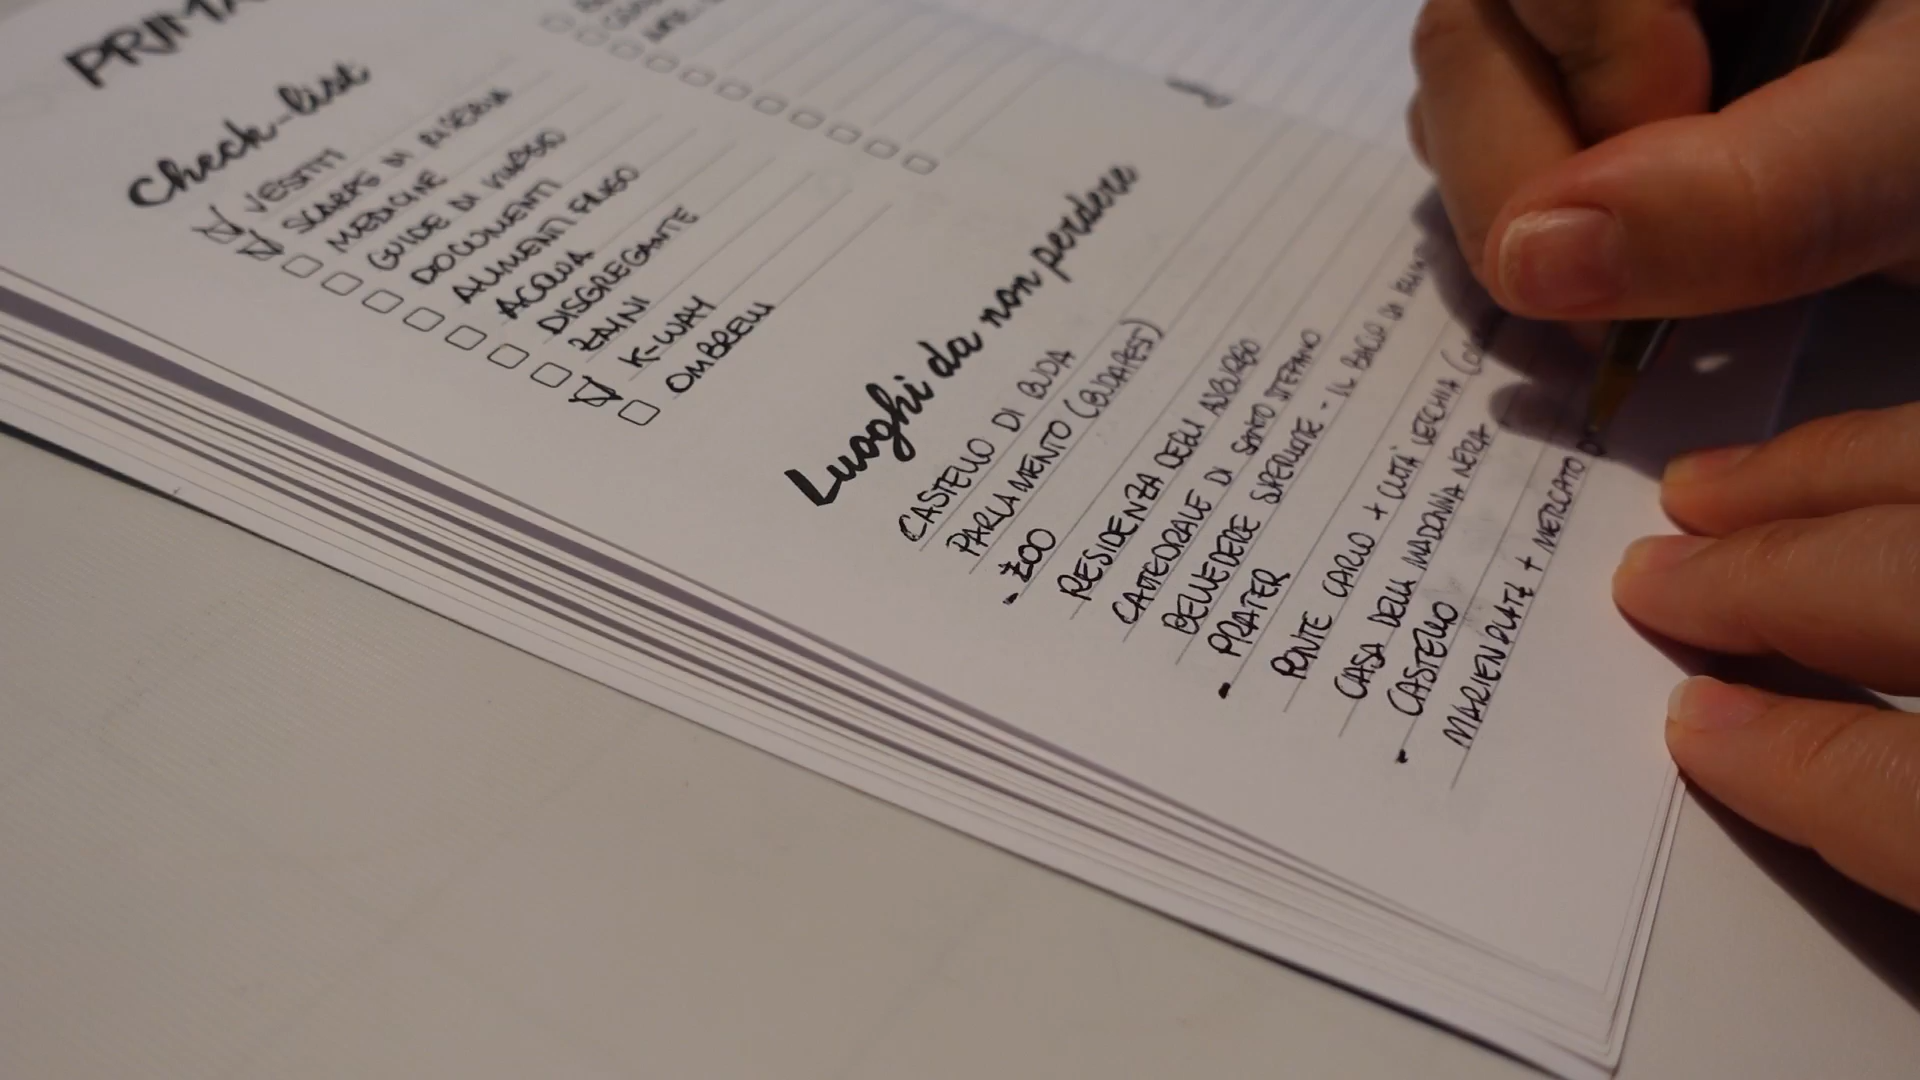 PRIMA
Check-list
VESTITI
SCARPE DI RISERVA
MEDICINE
GUIDE DI VIAGGIO
DOCUMENTI
ALIMENTI FRIGO
ACQUA
DISGREGANTE
ZAINI
K-WAY
OMBRELLI
Luoghi da non perdere
CASTELLO DI BUDA
PARLAMENTO (BUDAPEST)
- ZOO
RESIDENZA DEGLI ASBURGO
CATTEDRALE DI SANTO STEFANO
BELVEDERE SUPERIORE - IL BACIO DI
- PRATER
PONTE CARLO + CITTÀ VECCHIA
CASA DELLA MADONNA NERA
- CASTELLO
MARIENPLATZ + MERCATO